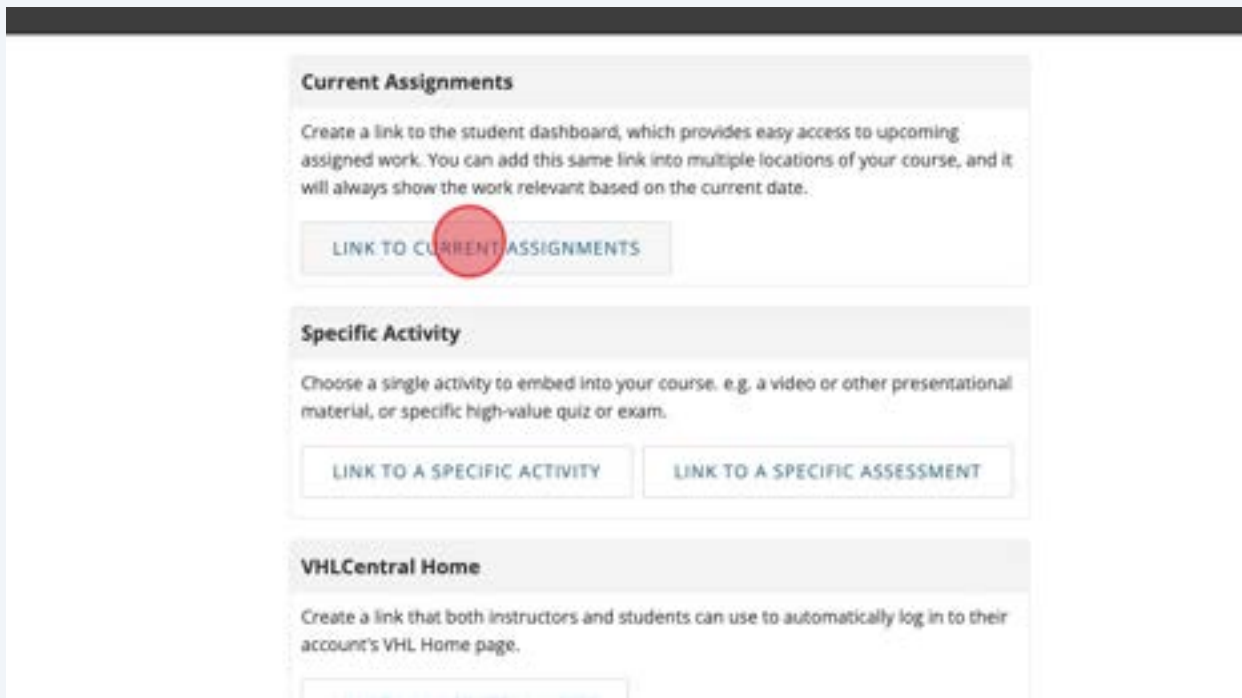 Current Assignments
Create a link to the student dashboard, which provides easy access to upcoming
assigned work. You can add this same link into multiple locations of your course, and it
will always show the work relevant based on the current date.
LINK TO CURRENT ASSIGNMENTS
Specific Activity
Choose a single activity to embed into your course. e.g. a video or other presentational
material, or specific high-value quiz or exam.
LINK TO A SPECIFIC ACTIVITY LINK TO A SPECIFIC ASSESSMENT
VHLCentral Home
Create a link that both instructors and students can use to automatically log in to their
account's VHL Home page.